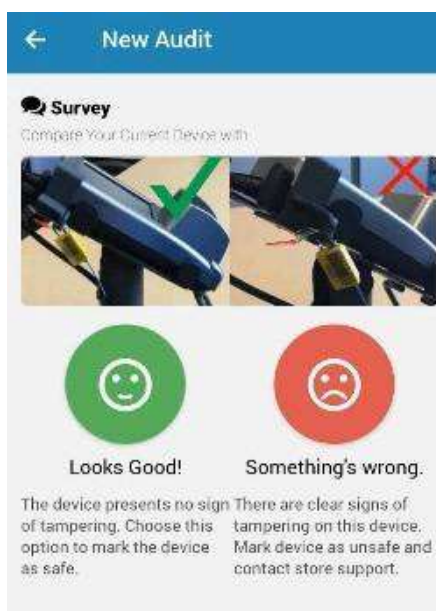 New Audit
Survey
Compare Your Current Device with
Looks Good!
Something's wrong.
The device presents no sign
of tampering. Choose this
option to mark the device
as safe.
There are clear signs of
tampering on this device.
Mark device as unsafe and
contact store support.